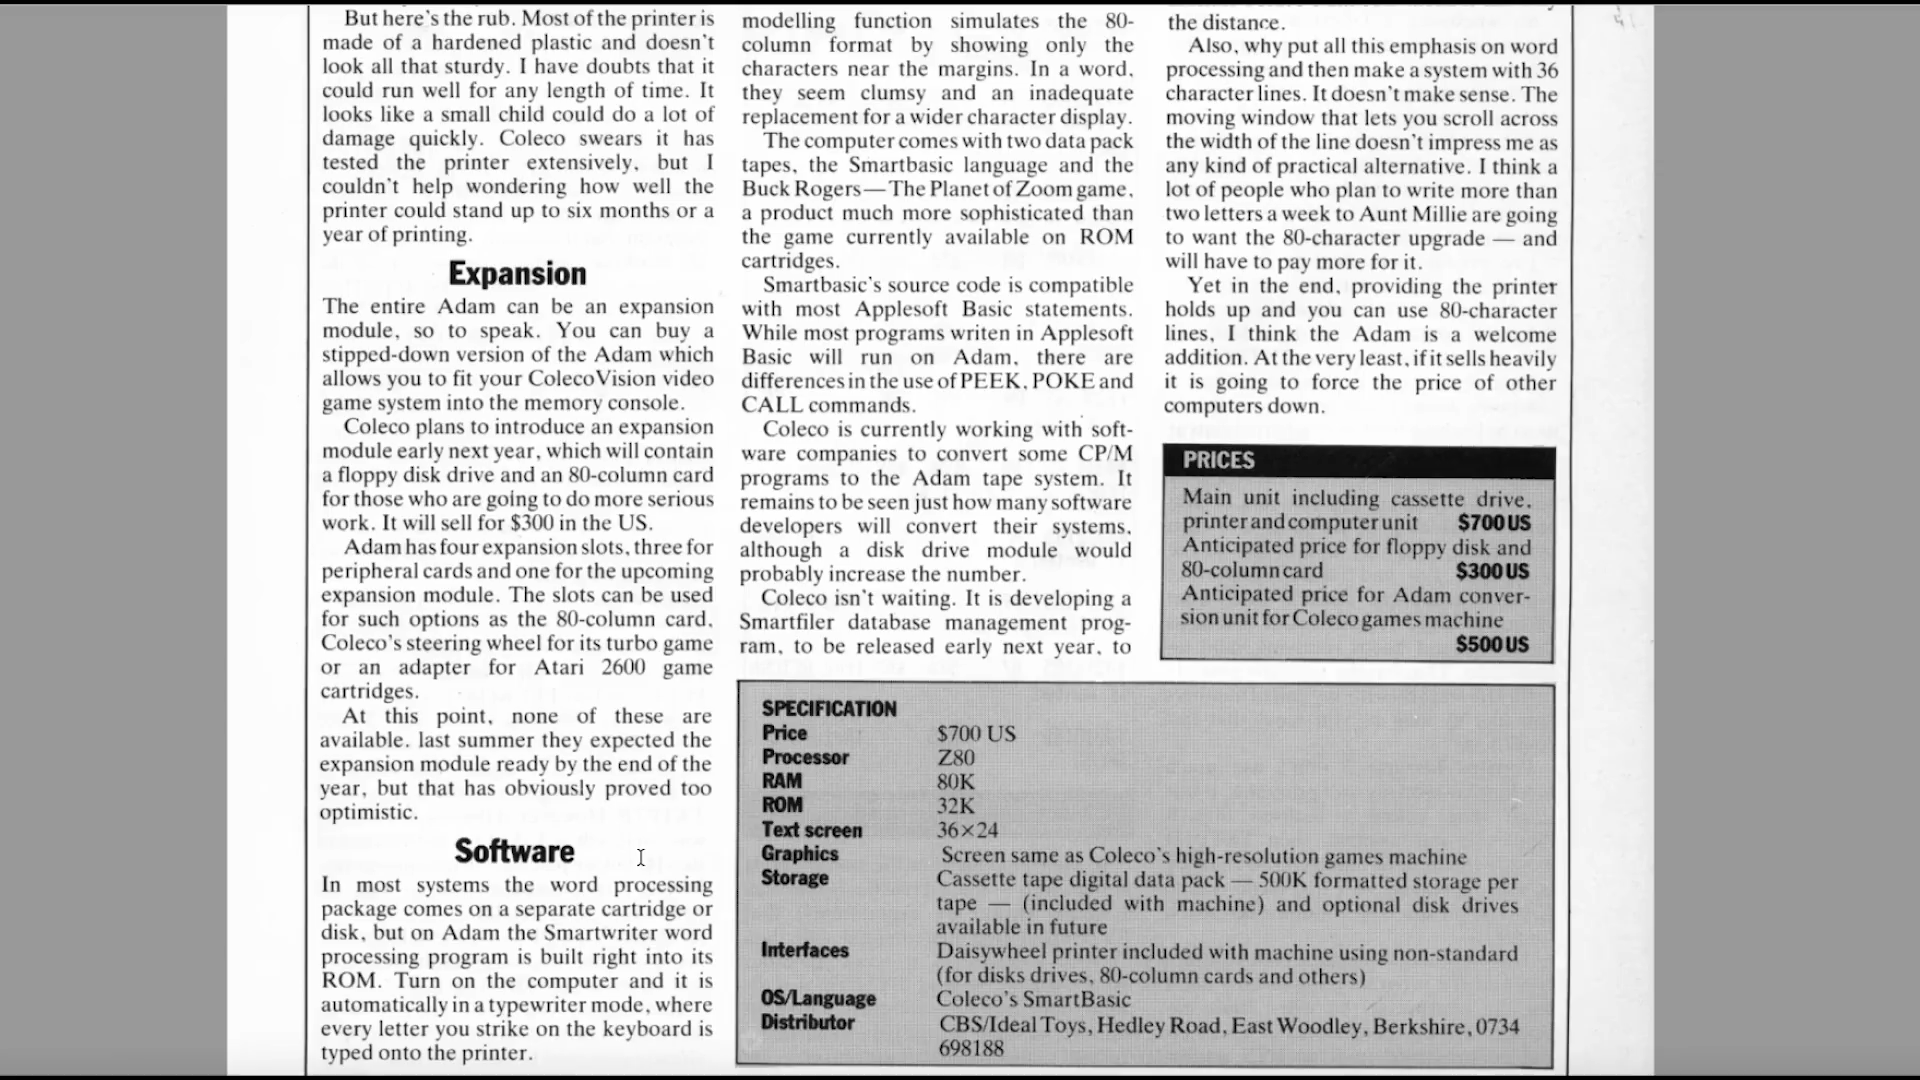 But here's the rub. Most of the printer is
made of a hardened plastic and doesn't
look all that sturdy. I have doubts that it
could run well for any length of time. It
looks like a small child could do a lot of
damage quickly. Coleco swears it has
tested the printer extensively, but I
couldn't help wondering how well the
printer could stand up to six months or a
year of printing.
Expansion
The entire Adam can be an expansion
module, so to speak. You can buy a
stipped-down version of the Adam which
allows you to fit your ColecoVision video
game system into the memory console.
Coleco plans to introduce an expansion
module early next year, which will contain
a floppy disk drive and an 80-column card
for those who are going to do more serious
work. It will sell for $300 in the US.
Adam has four expansion slots, three for
peripheral cards and one for the upcoming
expansion module. The slots can be used
for such options as the 80-column card,
Coleco's steering wheel for its turbo game
or an adapter for Atari 2600 game
cartridges.
At this point, none of these are
available. last summer they expected the
expansion module ready by the end of the
year, but that has obviously proved too
optimistic.
Software
In most systems the word processing
package comes on a separate cartridge or
disk, but on Adam the Smartwriter word
processing program is built right into its
ROM. Turn on the computer and it is
automatically in a typewriter mode, where
every letter you strike on the keyboard is
typed onto the printer.
modelling function simulates the 80-
column format by showing only the
characters near the margins. In a word,
they seem clumsy and an inadequate
replacement for a wider character display.
The computer comes with two data pack
tapes, the Smartbasic language and the
Buck Rogers—The Planet of Zoom game,
a product much more sophisticated than
the game currently available on ROM
cartridges.
Smartbasic's source code is compatible
with most Applesoft Basic statements.
While most programs writen in Applesoft
Basic will run on Adam, there are
differences in the use of PEEK, POKE and
CALL commands.
Coleco is currently working with soft-
ware companies to convert some CP/M
programs to the Adam tape system. It
remains to be seen just how many software
developers will convert their systems,
although a disk drive module would
probably increase the number.
Coleco isn't waiting. It is developing a
Smartfiler database management prog-
ram, to be released early next year, to
the distance.
Also, why put all this emphasis on word
processing and then make a system with 36
character lines. It doesn't make sense. The
moving window that lets you scroll across
the width of the line doesn't impress me as
any kind of practical alternative. I think a
lot of people who plan to write more than
two letters a week to Aunt Millie are going
to want the 80-character upgrade — and
will have to pay more for it.
Yet in the end, providing the printer
holds up and you can use 80-character
lines, I think the Adam is a welcome
addition. At the very least, if it sells heavily
it is going to force the price of other
computers down.
PRICES
Main unit including cassette drive,
printer and computer unit $700 US
Anticipated price for floppy disk and
80-column card $300 US
Anticipated price for Adam conver-
sion unit for Coleco games machine
$500 US
SPECIFICATION
Price $700 US
Processor Z80
RAM 80K
ROM 32K
Text screen 36×24
Graphics Screen same as Coleco's high-resolution games machine
Storage Cassette tape digital data pack — 500K formatted storage per
tape — (included with machine) and optional disk drives
available in future
Interfaces Daisywheel printer included with machine using non-standard
(for disks drives, 80-column cards and others)
OS/Language Coleco's SmartBasic
Distributor CBS/Ideal Toys, Hedley Road, East Woodley, Berkshire, 0734
698188